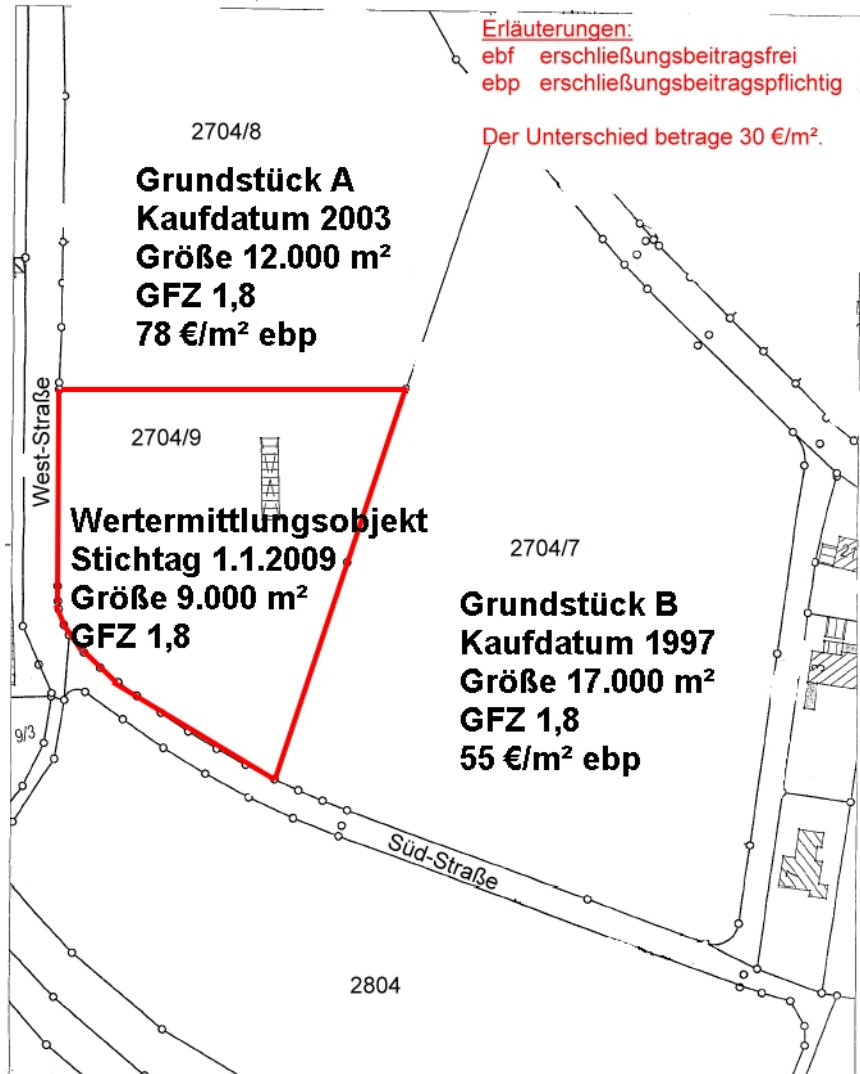 Erläuterungen:
ebf erschließungsbeitragsfrei
ebp erschließungsbeitragspflichtig
Der Unterschied betrage 30 €/m².
2704/8
Grundstück A
Kaufdatum 2003
Größe 12.000 m²
GFZ 1,8
78 €/m² ebp
West-Straße
2704/9
Wertermittlungsobjekt
Stichtag 1.1.2009
Größe 9.000 m²
GFZ 1,8
2704/7
Grundstück B
Kaufdatum 1997
Größe 17.000 m²
GFZ 1,8
55 €/m² ebp
9/3
Süd-Straße
2804